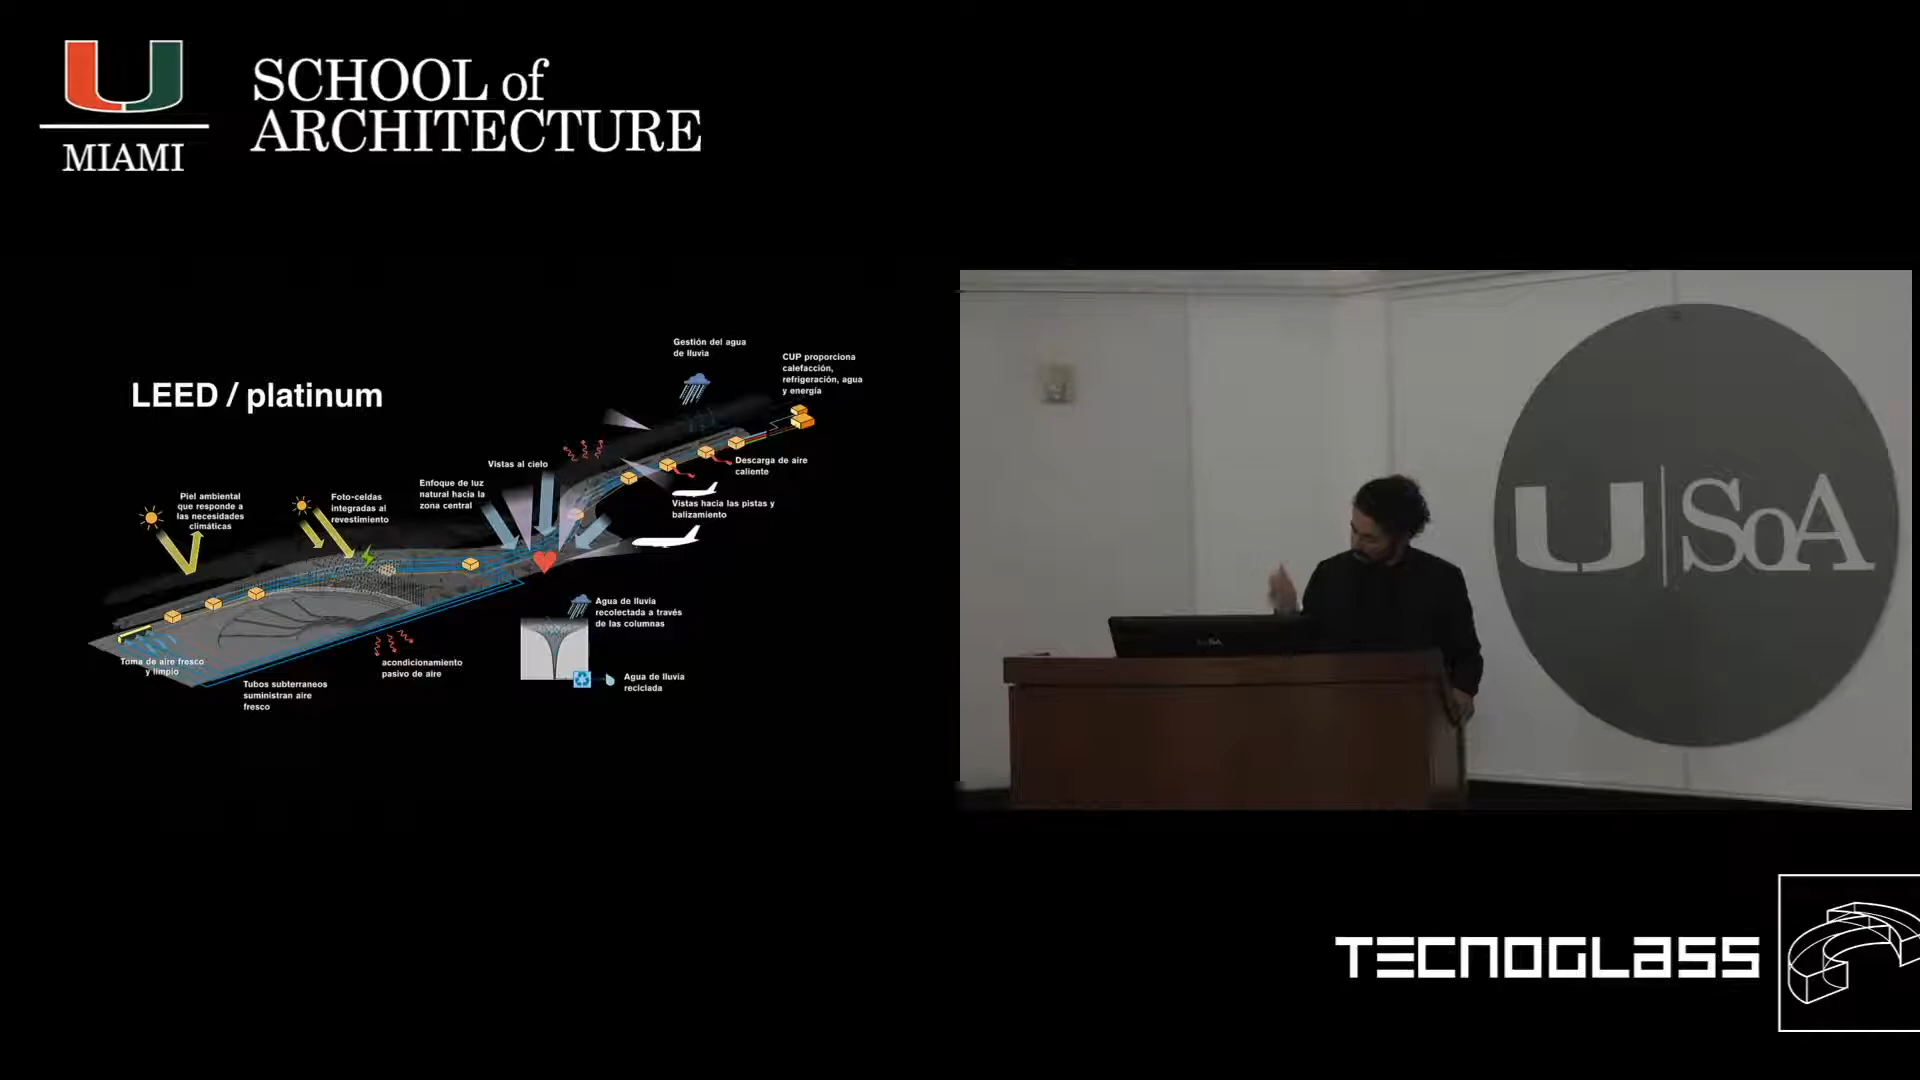 MIAMI
SCHOOL of
ARCHITECTURE
LEED / platinum
Gestión del agua
de lluvia
CUP proporciona
calefacción,
refrigeración, agua
y energía
Vistas al cielo
Descarga de aire
caliente
Enfoque de luz
natural hacia la
zona central
Piel ambiental
que responde a
las necesidades
climáticas
Foto-celdas
integradas al
revestimiento
Vistas hacia las pistas y
balizamiento
Agua de lluvia
recolectada a través
de las columnas
Toma de aire fresco
y limpio
acondicionamiento
pasivo de aire
Tubos subterraneos
suministran aire
fresco
Agua de lluvia
reciclada
U | SoA
TECNOGLASS